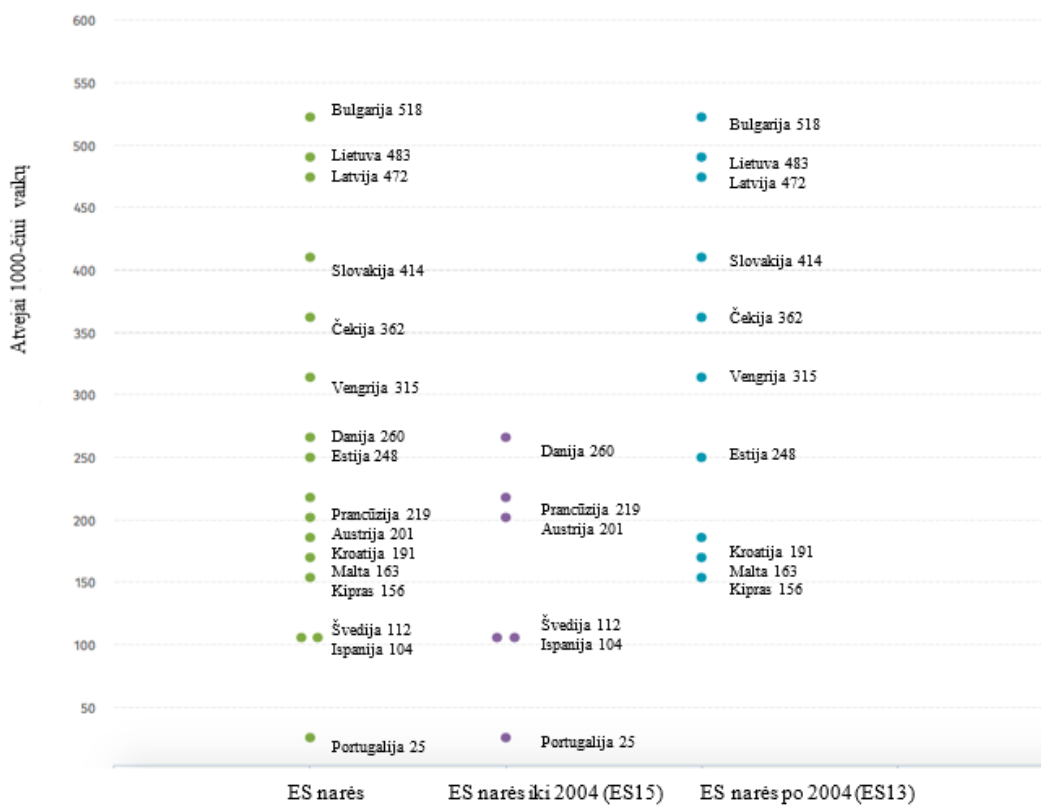 600
550
500
450
400
350
300
250
200
150
100
50
Atvejai 1000-čiui vaikų
Bulgarija 518
Lietuva 483
Latvija 472
Slovakija 414
Čekija 362
Vengrija 315
Danija 260
Estija 248
Prancūzija 219
Austrija 201
Kroatija 191
Malta 163
Kipras 156
Švedija 112
Ispanija 104
Portugalija 25
Danija 260
Prancūzija 219
Austrija 201
Švedija 112
Ispanija 104
Portugalija 25
Bulgarija 518
Lietuva 483
Latvija 472
Slovakija 414
Čekija 362
Vengrija 315
Estija 248
Kroatija 191
Malta 163
Kipras 156
ES narės
ES narės iki 2004 (ES15)
ES narės po 2004 (ES13)